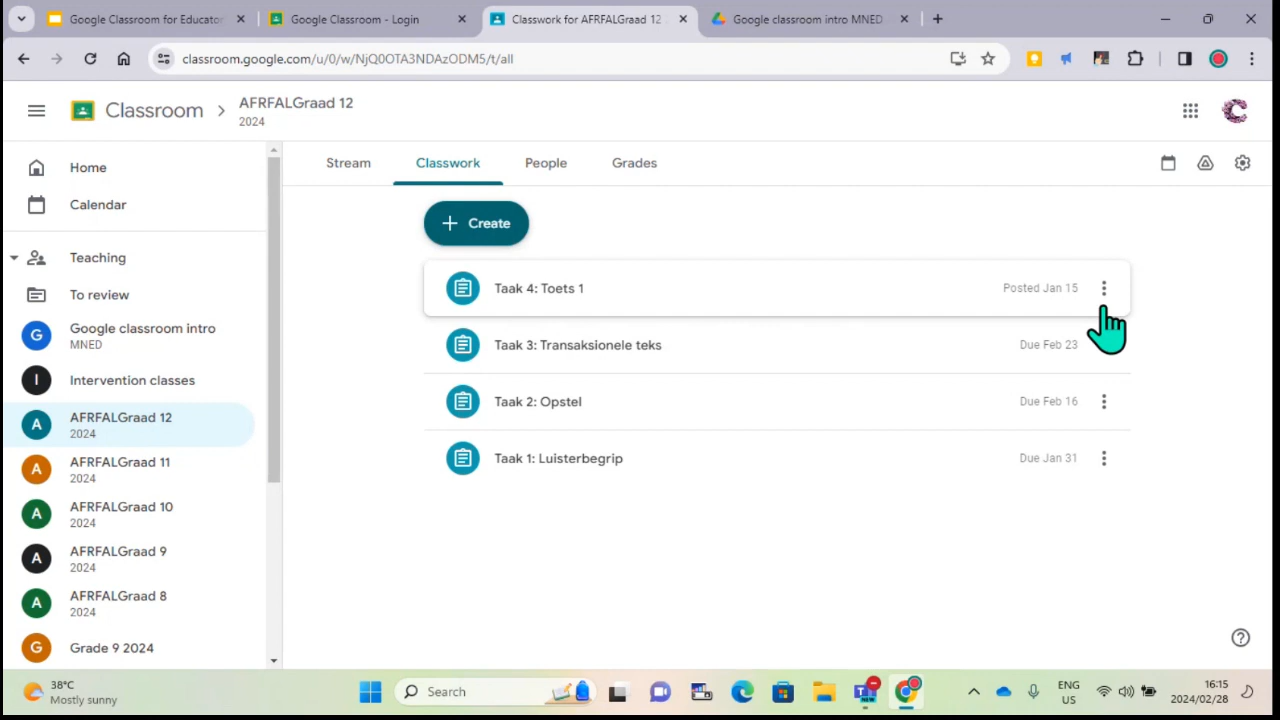 Google Classroom for Educator
Google Classroom - Login
Classwork for AFRFALGraad 12
Google classroom intro MNED
classroom.google.com/u/0/w/NjQ0OTA3NDAzODM5/t/all
Classroom
AFRFALGraad 12
2024
Home
Calendar
Teaching
To review
G
Google classroom intro
MNED
I
Intervention classes
A
AFRFALGraad 12
2024
A
AFRFALGraad 11
2024
A
AFRFALGraad 10
2024
A
AFRFALGraad 9
2024
A
AFRFALGraad 8
2024
G
Grade 9 2024
Stream
Classwork
People
Grades
+ Create
Taak 4: Toets 1
Posted Jan 15
Taak 3: Transaksionele teks
Due Feb 23
Taak 2: Opstel
Due Feb 16
Taak 1: Luisterbegrip
Due Jan 31
38°C
Mostly sunny
Search
NEW
ENG
US
16:15
2024/02/28